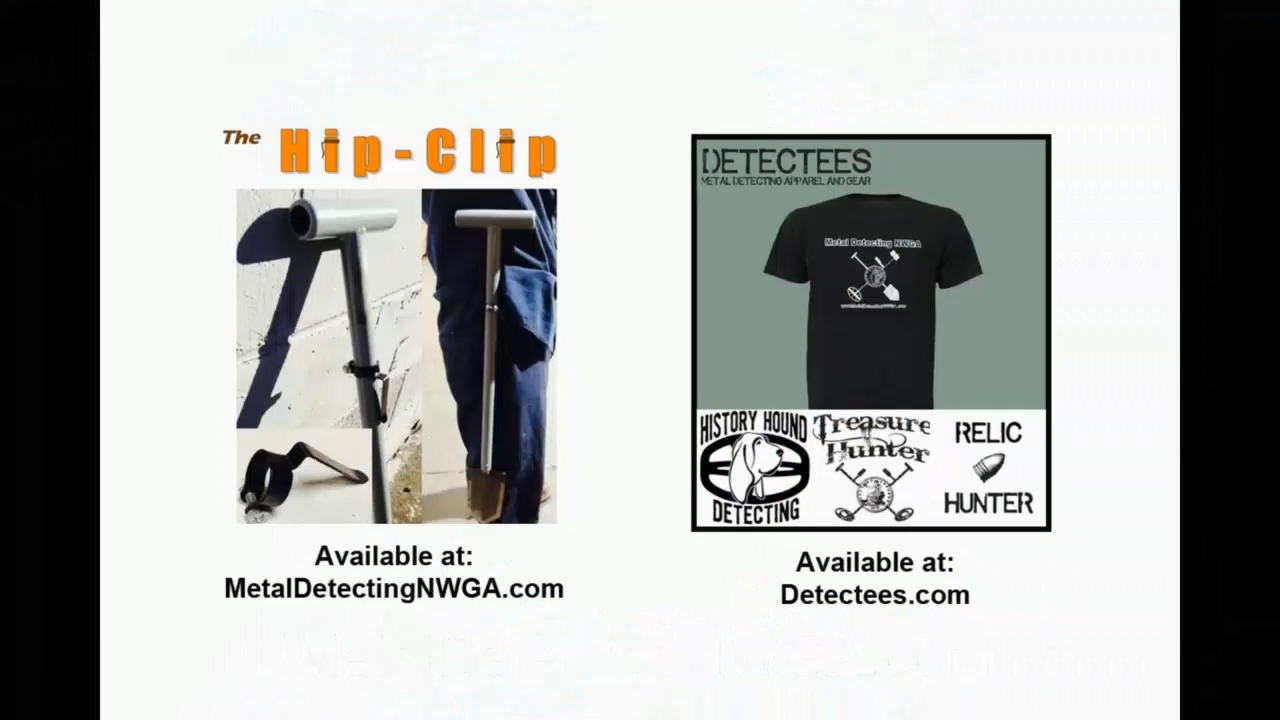 The Hip-Clip
Available at:
MetalDetectingNWGA.com
DETECTEES
METAL DETECTING APPAREL AND GEAR
Metal Detecting NWGA
HISTORY HOUND
DETECTING
Treasure
Hunter
RELIC
HUNTER
Available at:
Detectees.com